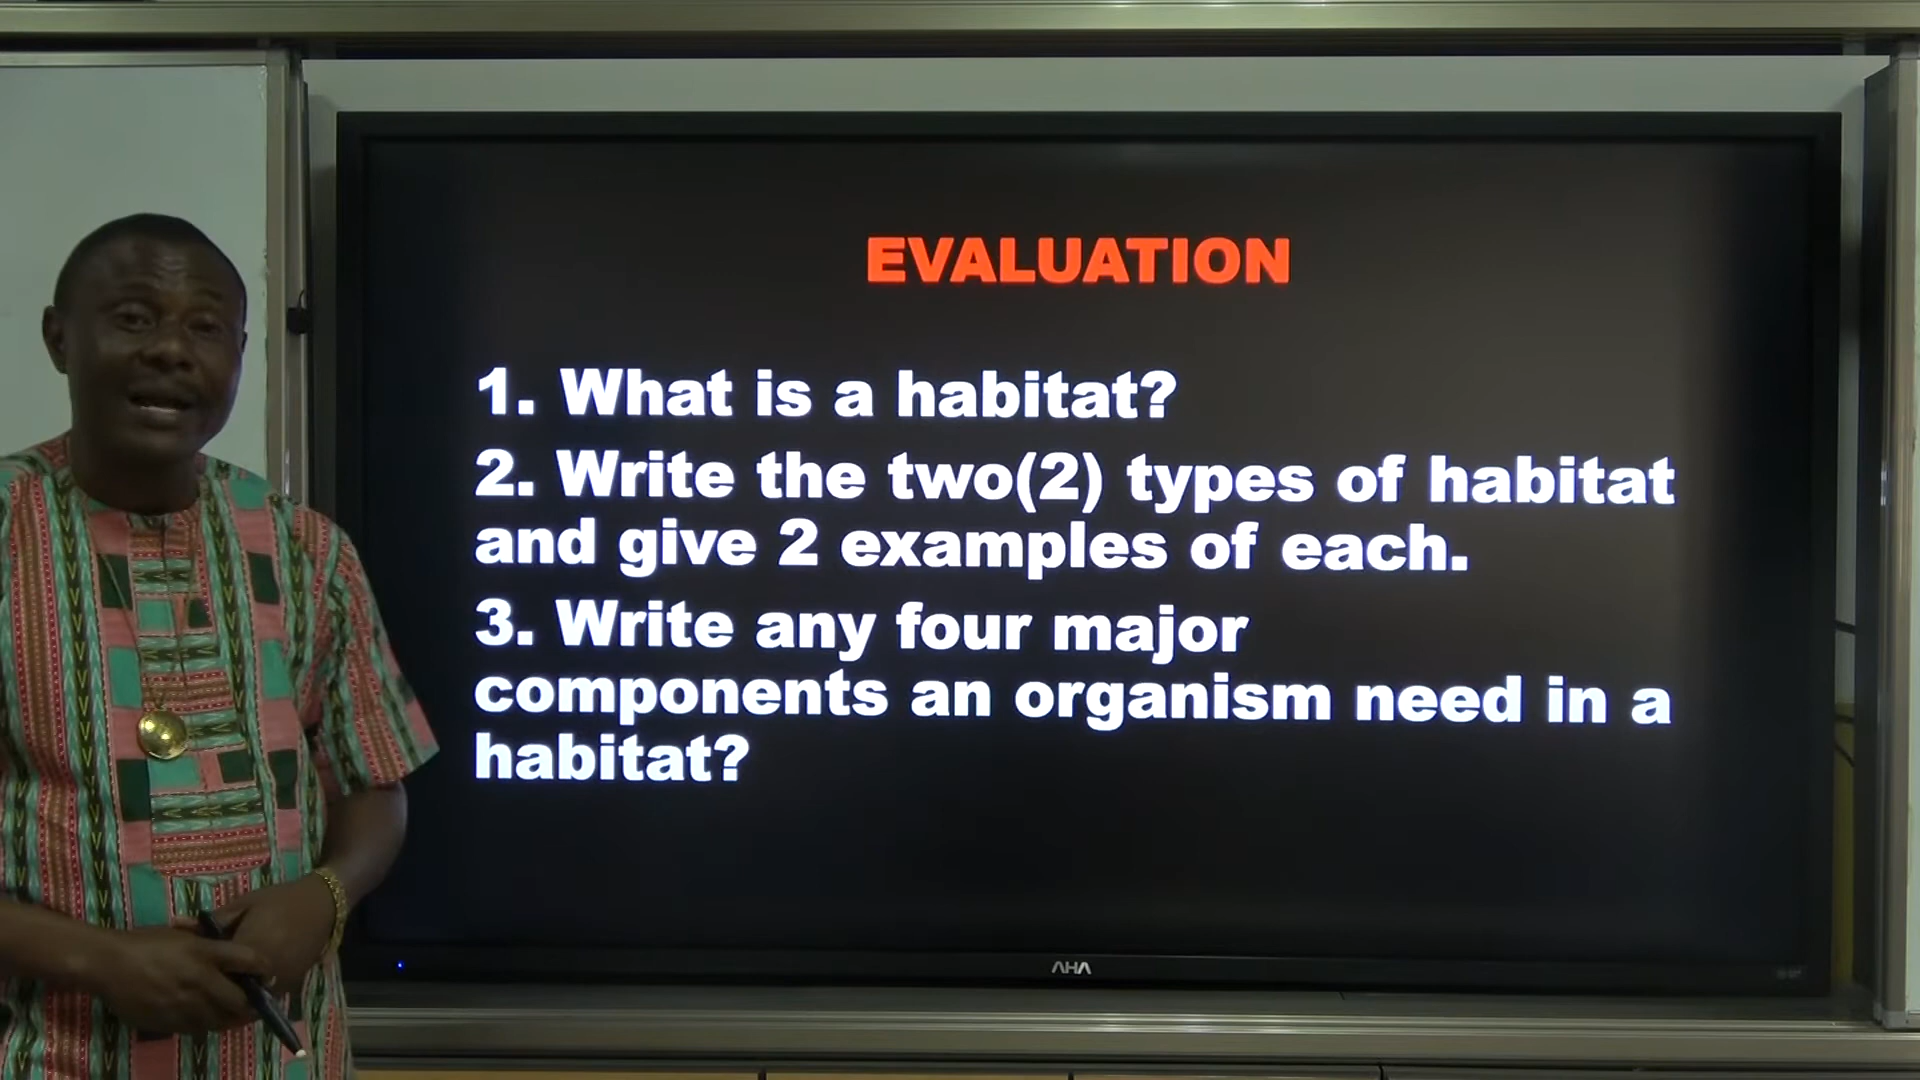 EVALUATION
1. What is a habitat?
2. Write the two(2) types of habitat
and give 2 examples of each.
3. Write any four major
components an organism need in a
habitat?
AHA